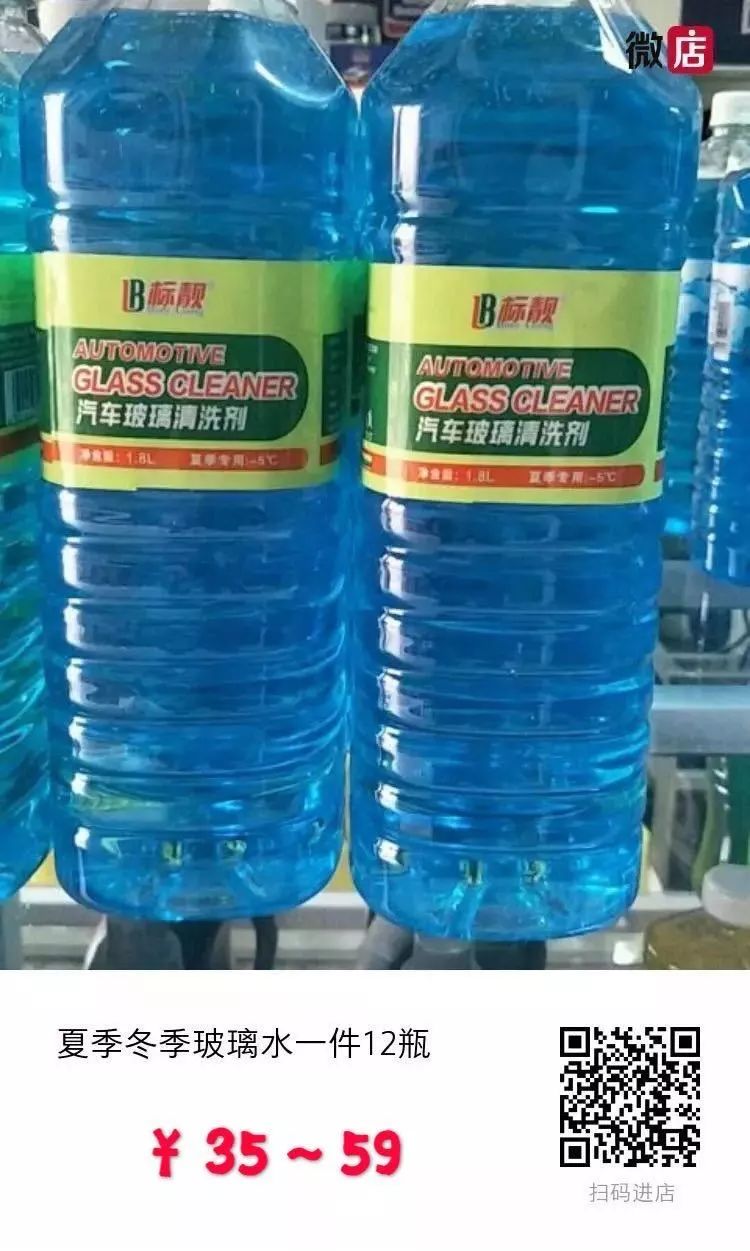 微店
标靓
AUTOMOTIVE
GLASS CLEANER
汽车玻璃清洗剂
净含量：1.8L 夏季专用：-5℃
标靓
AUTOMOTIVE
GLASS CLEANER
汽车玻璃清洗剂
净含量：1.8L 夏季专用：-5℃
夏季冬季玻璃水一件12瓶
¥ 35 ~ 59
扫码进店